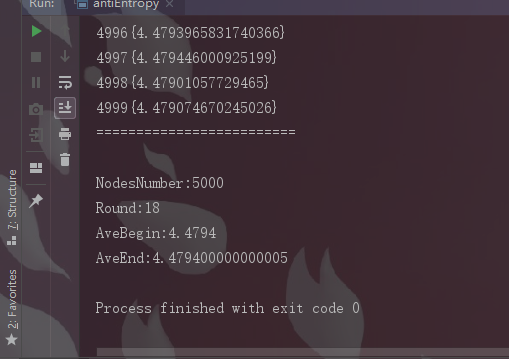 Run:
antiEntropy
4996{4.4793965831740366}
4997{4.479446000925199}
4998{4.47901057729465}
4999{4.479074670245026}
=========================
NodesNumber:5000
Round:18
AveBegin:4.4794
AveEnd:4.479400000000005
Process finished with exit code 0
7: Structure
2: Favorites